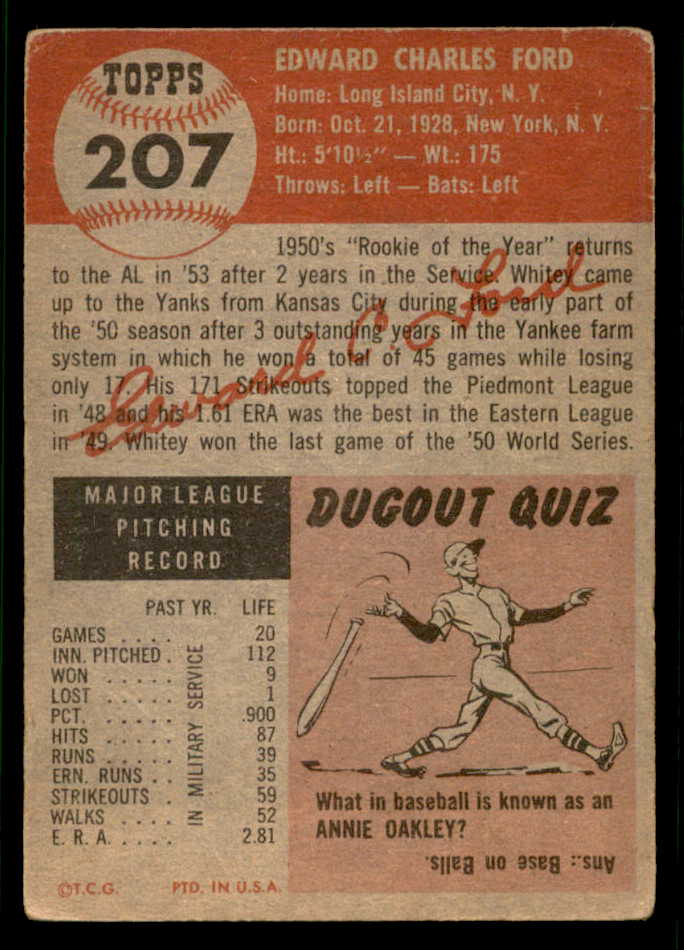 TOPPS
207
EDWARD CHARLES FORD
Home: Long Island City, N. Y.
Born: Oct. 21, 1928, New York, N. Y.
Ht.: 5'10½" — Wt.: 175
Throws: Left — Bats: Left
1950's "Rookie of the Year" returns
to the AL in '53 after 2 years in the Service. Whitey came
up to the Yanks from Kansas City during the early part of
the '50 season after 3 outstanding years in the Yankee farm
system in which he won a total of 45 games while losing
only 17. His 171 Strikeouts topped the Piedmont League
in '48 and his 1.61 ERA was the best in the Eastern League
in '49. Whitey won the last game of the '50 World Series.
Edward C. Ford
MAJOR LEAGUE
PITCHING
RECORD
PAST YR. LIFE
GAMES . . . . 20
INN. PITCHED . 112
WON . . . . . 9
LOST . . . . . 1
PCT. . . . . . .900
HITS . . . . . 87
RUNS . . . . . 39
ERN. RUNS . . . 35
STRIKEOUTS . 59
WALKS . . . . 52
E. R. A. . . . . 2.81
IN MILITARY SERVICE
©T.C.G. PTD. IN U.S.A.
DUGOUT QUIZ
What in baseball is known as an
ANNIE OAKLEY?
Ans.: Base on Balls.